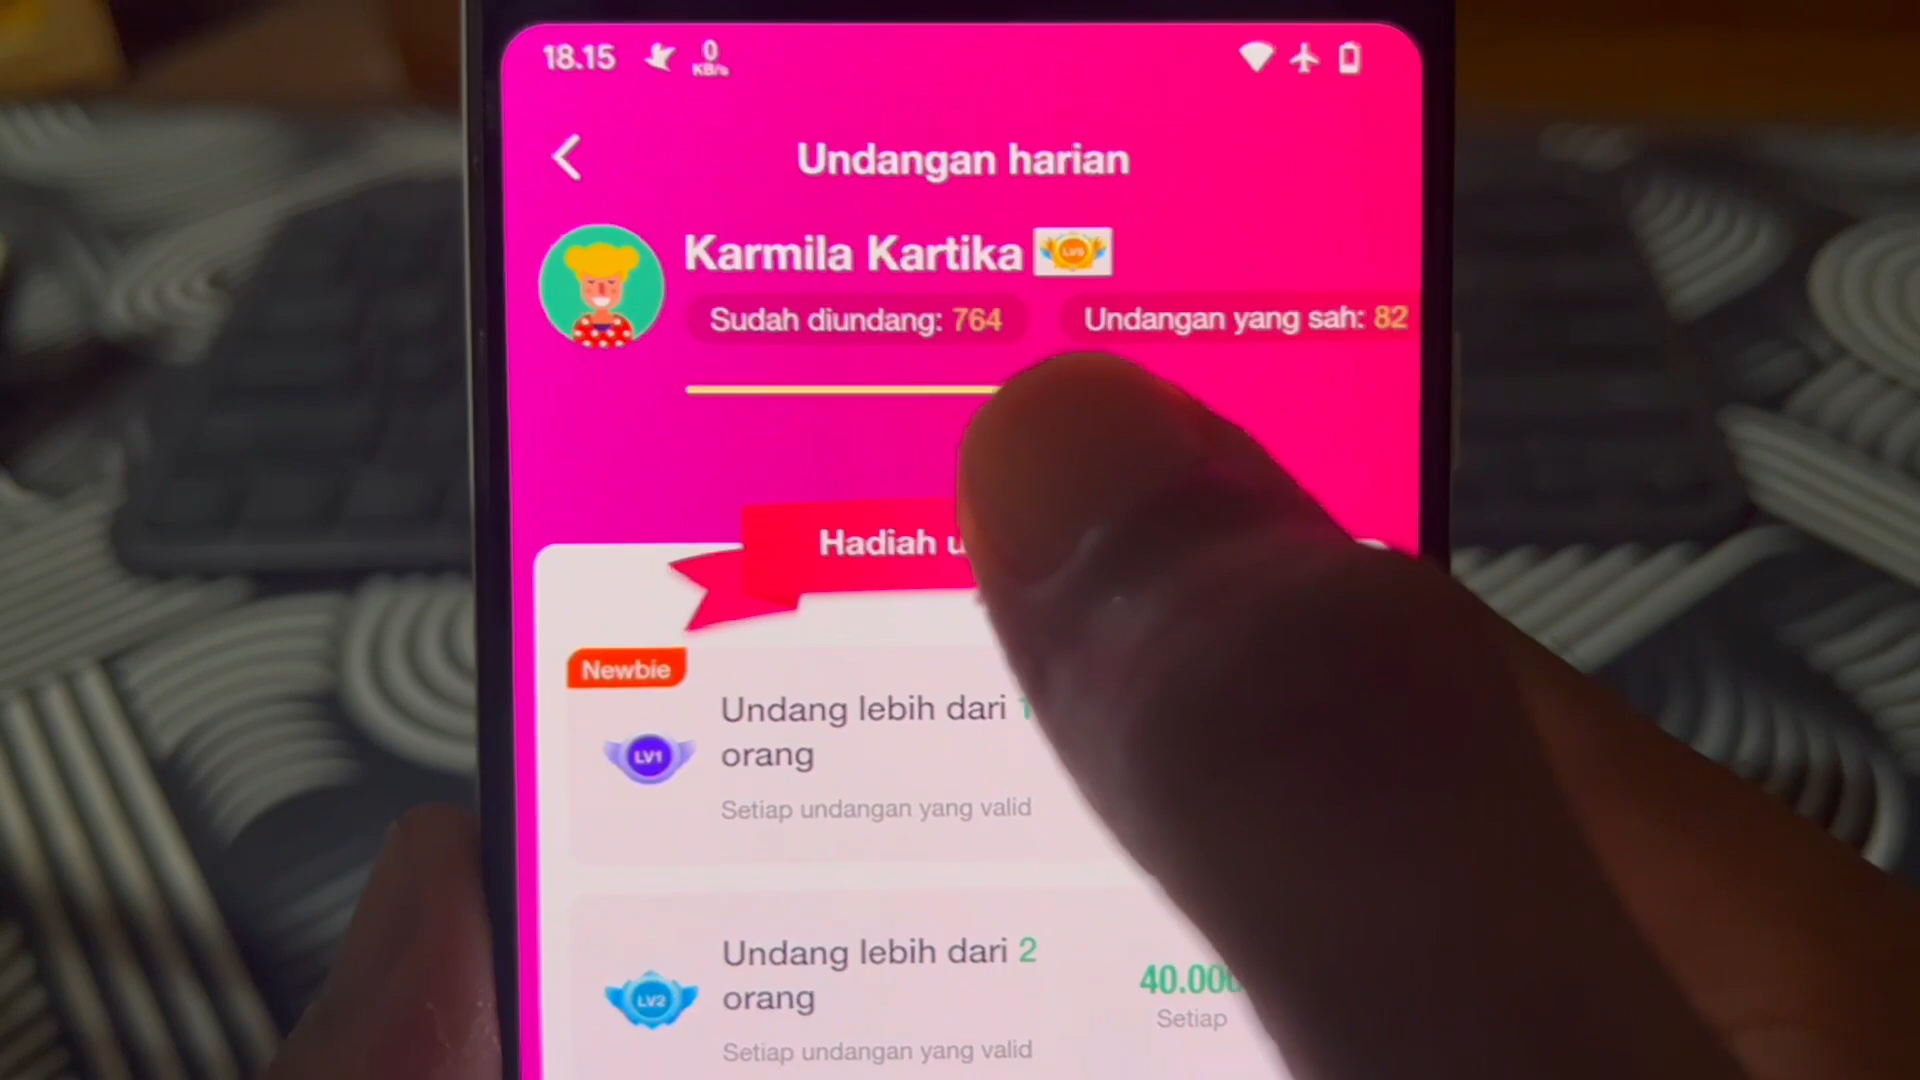 18.15
0
KB/s
Undangan harian
Karmila Kartika
Sudah diundang: 764
Undangan yang sah: 82
Hadiah
Newbie
Undang lebih dari
orang
LV1
Setiap undangan yang valid
Undang lebih dari 2
orang
LV2
Setiap undangan yang valid
Setiap